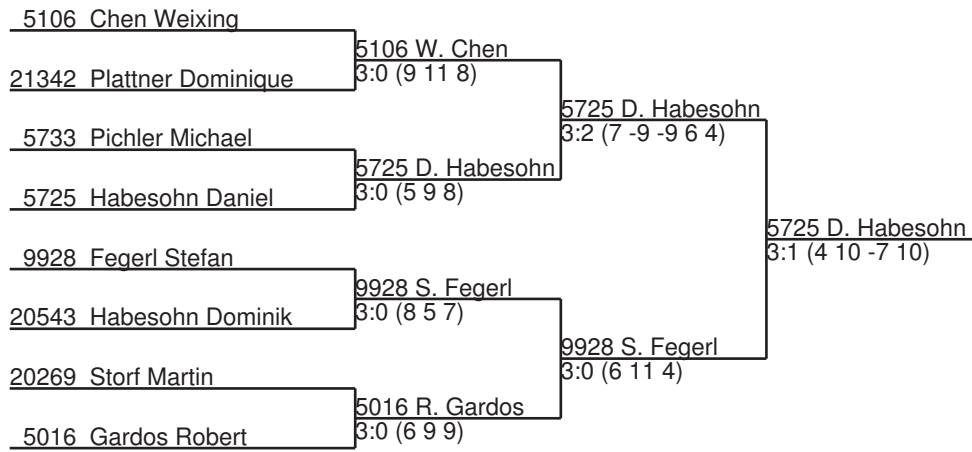 5106 Chen Weixing
21342 Plattner Dominique
5733 Pichler Michael
5725 Habesohn Daniel
9928 Fegerl Stefan
20543 Habesohn Dominik
20269 Storf Martin
5016 Gardos Robert
5106 W. Chen
3:0 (9 11 8)
5725 D. Habesohn
3:0 (5 9 8)
9928 S. Fegerl
3:0 (8 5 7)
5016 R. Gardos
3:0 (6 9 9)
5725 D. Habesohn
3:2 (7 -9 -9 6 4)
9928 S. Fegerl
3:0 (6 11 4)
5725 D. Habesohn
3:1 (4 10 -7 10)